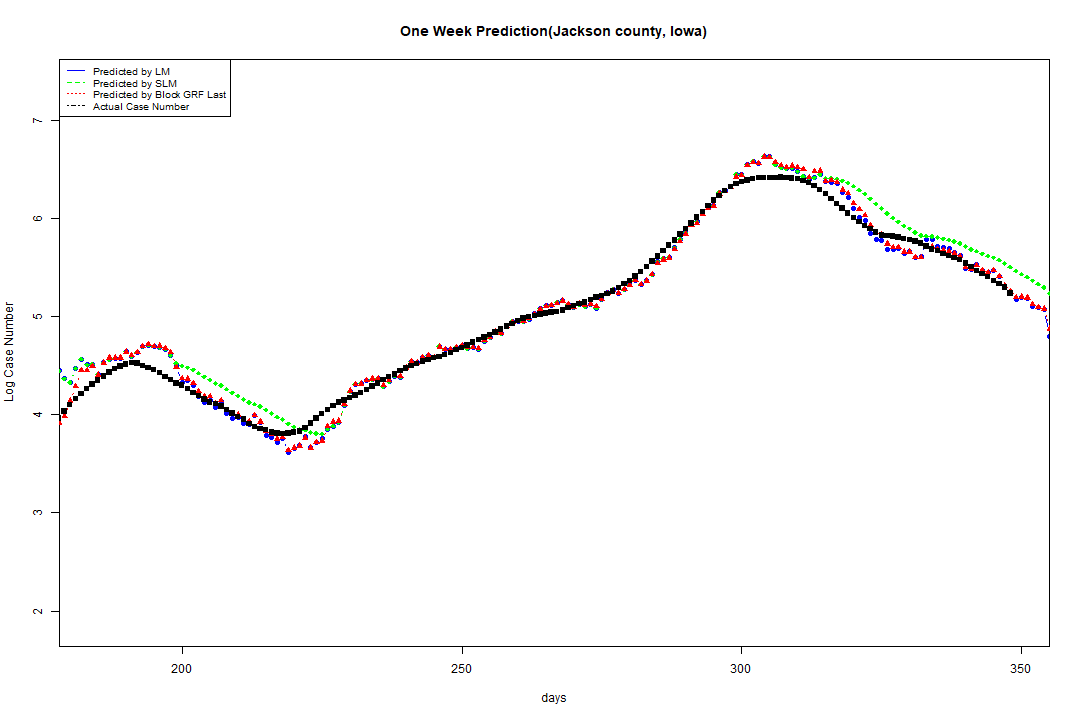 One Week Prediction(Jackson county, Iowa)
Predicted by LM
Predicted by SLM
Predicted by Block GRF Last
Actual Case Number
7
6
5
4
3
2
Log Case Number
200
250
300
350
days